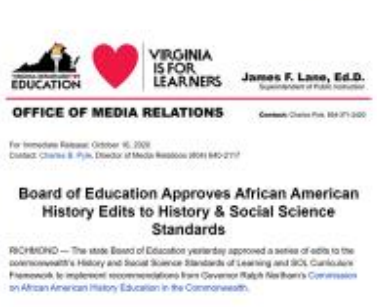 VIRGINIA DEPARTMENT OF
EDUCATION
VIRGINIA
IS FOR
LEARNERS
James F. Lane, Ed.D.
Superintendent of Public Instruction
OFFICE OF MEDIA RELATIONS
Contact: Charles Pyle,
For Immediate Release: October 16, 2020
Contact: Charles B. Pyle, Director of Media Relations (804)
Board of Education Approves African American
History Edits to History & Social Science
Standards
RICHMOND — The state Board of Education yesterday approved a series of edits to the
commonwealth's History and Social Science Standards of Learning and SOL Curriculum
Framework to implement recommendations from Governor Ralph Northam's Commission
on African American History Education in the Commonwealth.